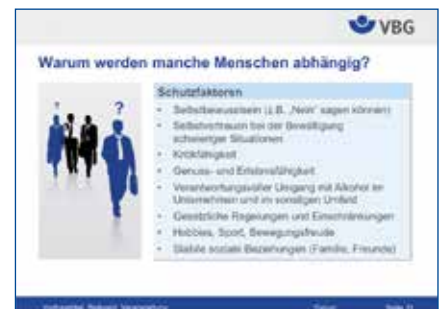 VBG
Warum werden manche Menschen abhängig?
? ?
Schutzfaktoren
• Selbstbewusstsein (z.B. „Nein“ sagen können)
• Selbstvertrauen bei der Bewältigung
schwieriger Situationen
• Kritikfähigkeit
• Genuss- und Erlebnisfähigkeit
• Verantwortungsvoller Umgang mit Alkohol im
Unternehmen und im sonstigen Umfeld
• Gesetzliche Regelungen und Einschränkungen
• Hobbies, Sport, Bewegungsfreude
• Stabile soziale Beziehungen (Familie, Freunde)
Seite